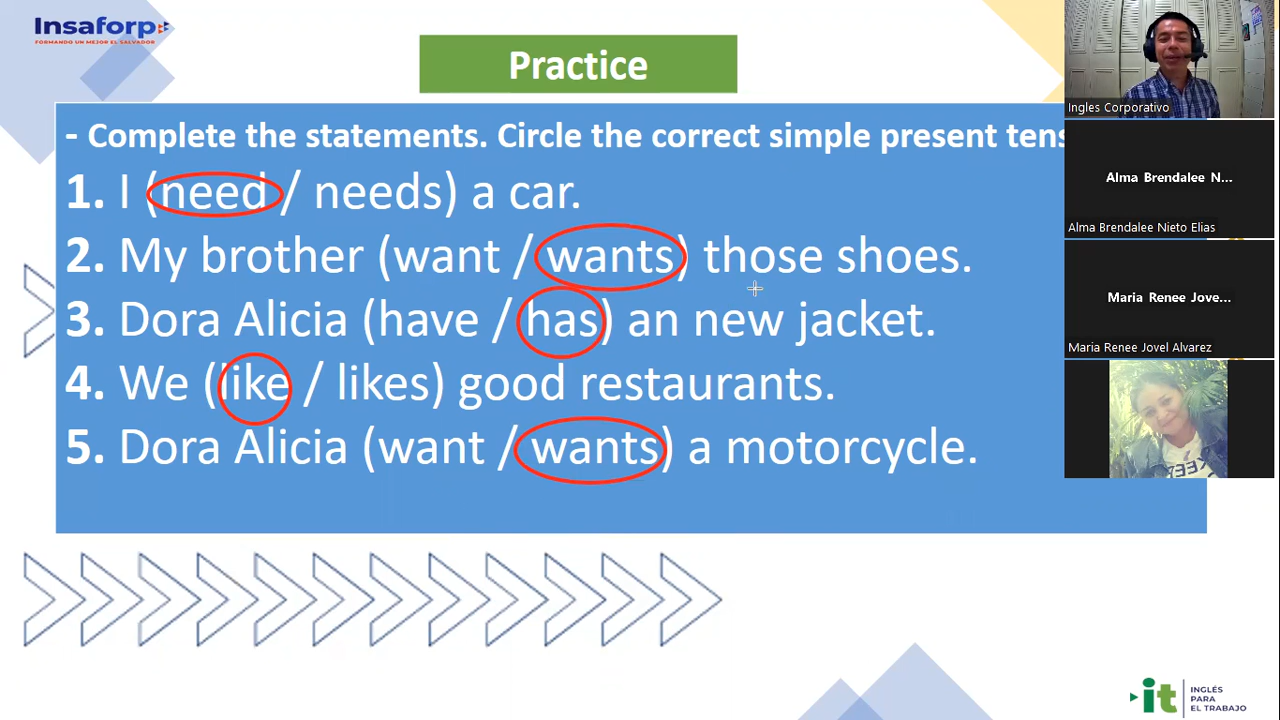 Insaforp
FORMANDO UN MEJOR EL SALVADOR
Practice
- Complete the statements. Circle the correct simple present tens
1. I (need / needs) a car.
2. My brother (want / wants) those shoes.
3. Dora Alicia (have / has) an new jacket.
4. We (like / likes) good restaurants.
5. Dora Alicia (want / wants) a motorcycle.
Ingles Corporativo
Alma Brendalee N...
Alma Brendalee Nieto Elias
Maria Renee Jove...
Maria Renee Jovel Alvarez
it
INGLÉS
PARA
EL TRABAJO